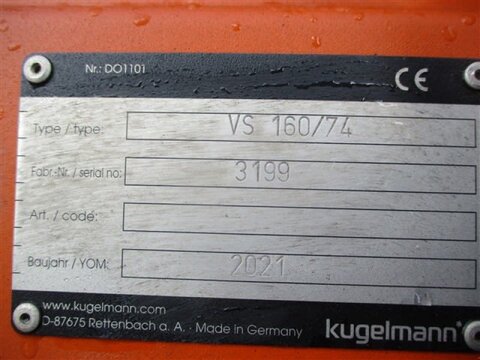 Nr.: DO1101 CE
Type / type: VS 160/74
Fabr.-Nr. / serial no: 3199
Art. / code:
Baujahr / YOM: 2021
www.kugelmann.com
D-87675 Rettenbach a. A. · Made in Germany kugelmann